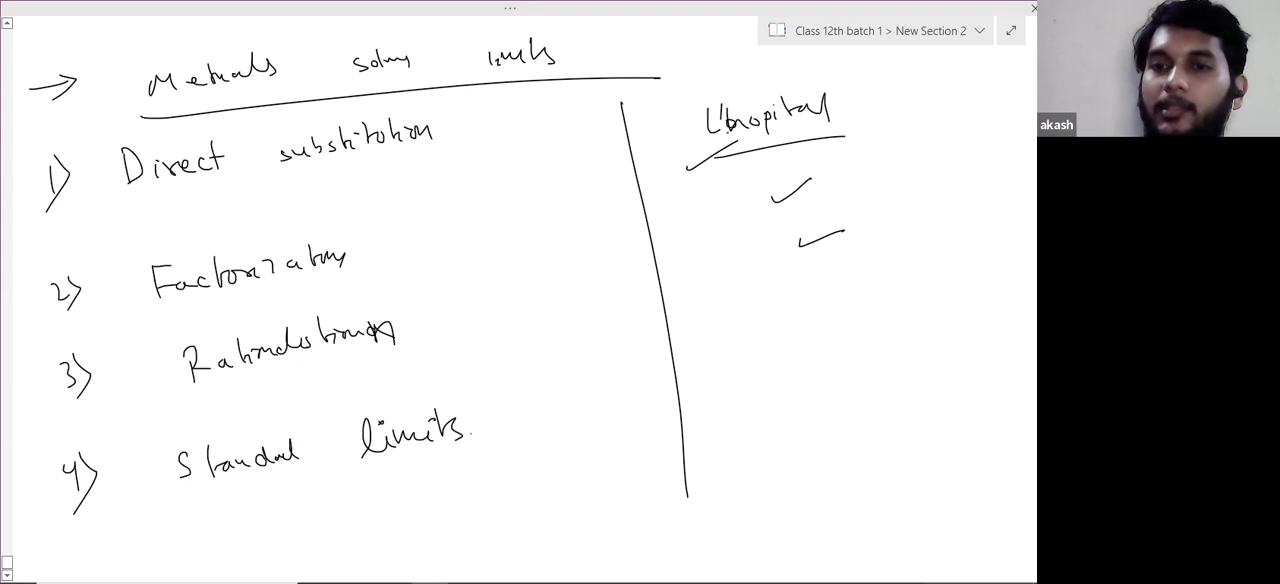 Class 12th batch 1 > New Section 2
akash
→ Methods solving limits
1) Direct substitution
2) Factorization
3) Rationalisation
4) Standard limits.
L'hopital